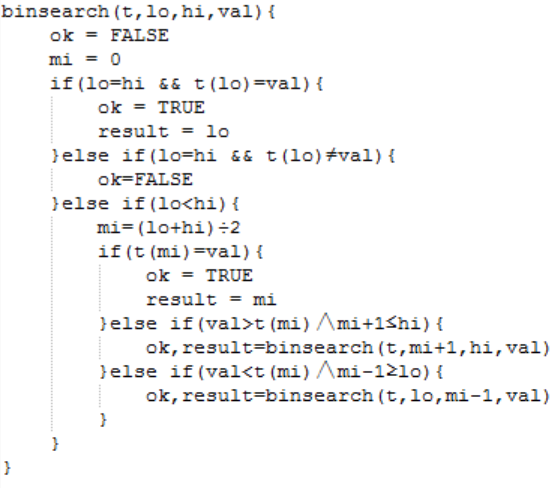 binsearch(t,lo,hi,val){
    ok = FALSE
    mi = 0
    if(lo=hi && t(lo)=val){
        ok = TRUE
        result = lo
    }else if(lo=hi && t(lo)≠val){
        ok=FALSE
    }else if(lo<hi){
        mi=(lo+hi)÷2
        if(t(mi)=val){
            ok = TRUE
            result = mi
        }else if(val>t(mi)⋀mi+1≤hi){
            ok,result=binsearch(t,mi+1,hi,val)
        }else if(val<t(mi)⋀mi-1≥lo){
            ok,result=binsearch(t,lo,mi-1,val)
        }
    }
}